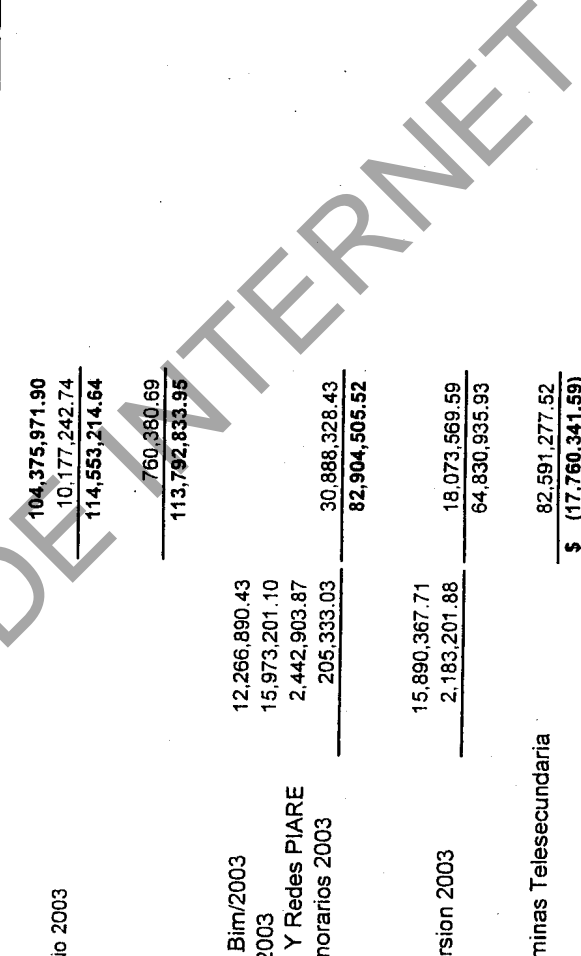 DE INTERNET
104,375,971.90
io 2003 10,177,242.74
114,553,214.64
760,380.69
113,792,833.95
Bim/2003 12,266,890.43
2003 15,973,201.10
Y Redes PIARE 2,442,903.87
norarios 2003 205,333.03 30,888,328.43
82,904,505.52
15,890,367.71
rsion 2003 2,183,201.88 18,073,569.59
64,830,935.93
minas Telesecundaria 82,591,277.52
$ (17,760,341.59)